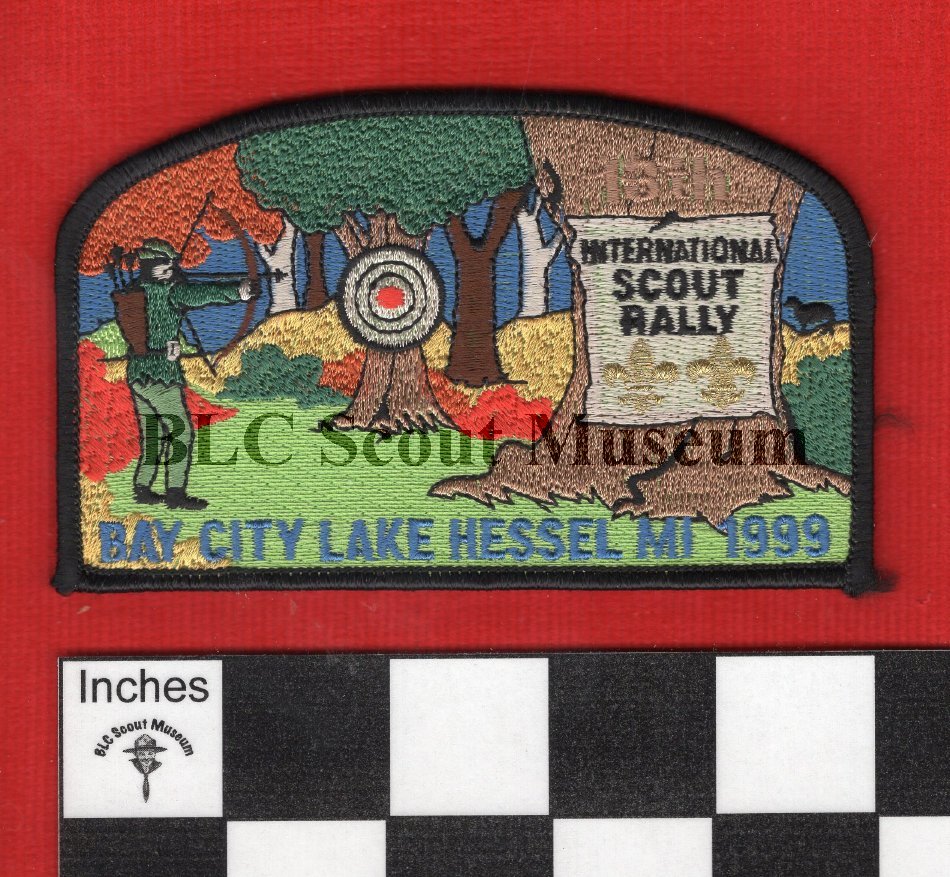 15th
INTERNATIONAL
SCOUT
RALLY
BLC Scout Museum
BAY CITY LAKE HESSEL MI 1999
Inches
BLC Scout Museum